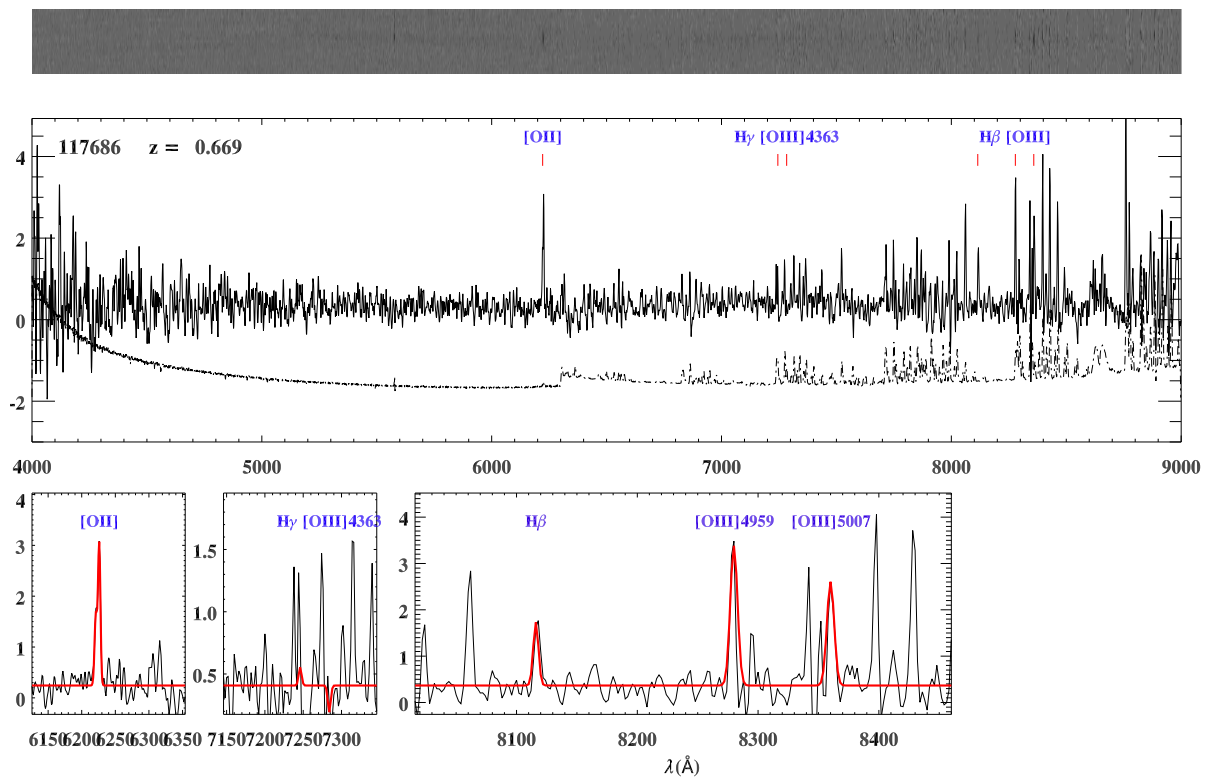 117686 z = 0.669
[OII] Hγ [OIII]4363 Hβ [OIII]
4
2
0
-2
4000 5000 6000 7000 8000 9000
[OII] Hγ [OIII]4363 Hβ [OIII]4959 [OIII]5007
4
3
2
1
0
1.5
1.0
0.5
4
3
2
1
0
6150 6200 6250 6300 6350 7150 7200 7250 7300 8100 8200 8300 8400
λ(Å)